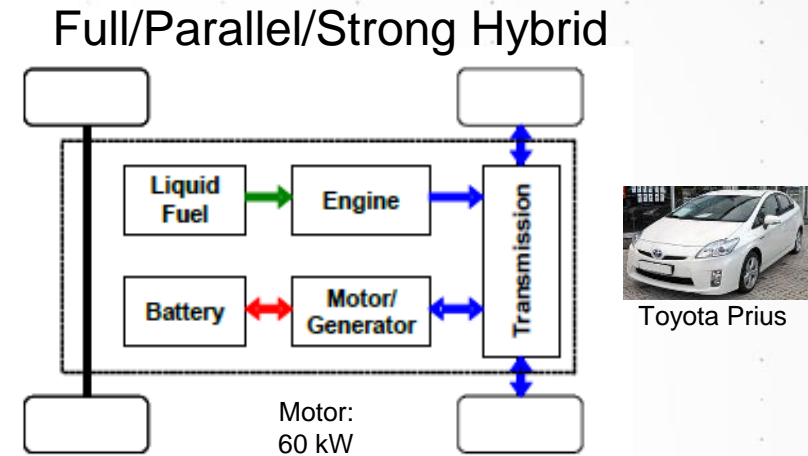 Full/Parallel/Strong Hybrid
Liquid
Fuel
Engine
Transmission
Battery
Motor/
Generator
Toyota Prius
Motor:
60 kW